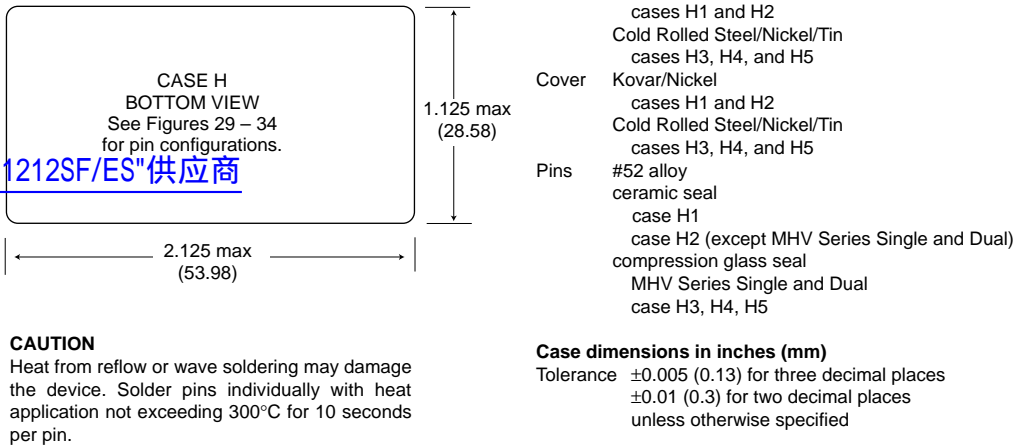 CASE H
BOTTOM VIEW
See Figures 29 – 34
for pin configurations.
1212SF/ES"供应商
1.125 max
(28.58)
2.125 max
(53.98)
CAUTION
Heat from reflow or wave soldering may damage
the device. Solder pins individually with heat
application not exceeding 300°C for 10 seconds
per pin.
cases H1 and H2
Cold Rolled Steel/Nickel/Tin
cases H3, H4, and H5
Cover Kovar/Nickel
cases H1 and H2
Cold Rolled Steel/Nickel/Tin
cases H3, H4, and H5
Pins #52 alloy
ceramic seal
case H1
case H2 (except MHV Series Single and Dual)
compression glass seal
MHV Series Single and Dual
case H3, H4, H5
Case dimensions in inches (mm)
Tolerance ±0.005 (0.13) for three decimal places
±0.01 (0.3) for two decimal places
unless otherwise specified